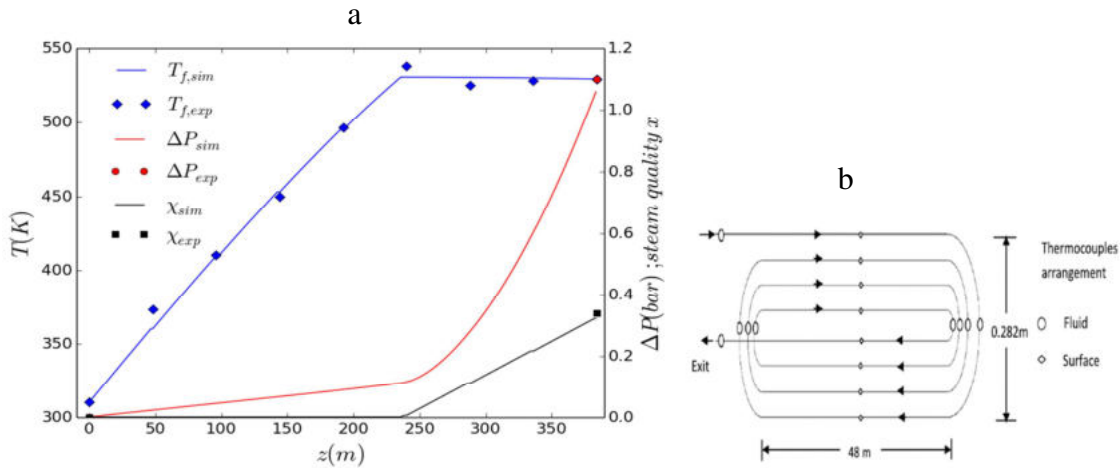 a
550
500
450
400
350
300
T(K)
T_{f,sim}
T_{f,exp}
ΔP_{sim}
ΔP_{exp}
χ_{sim}
χ_{exp}
1.2
1.0
0.8
0.6
0.4
0.2
0.0
ΔP(bar) ; steam quality x
0 50 100 150 200 250 300 350
z(m)
b
Thermocouples
arrangement
0.282m
Fluid
Surface
Exit
48 m